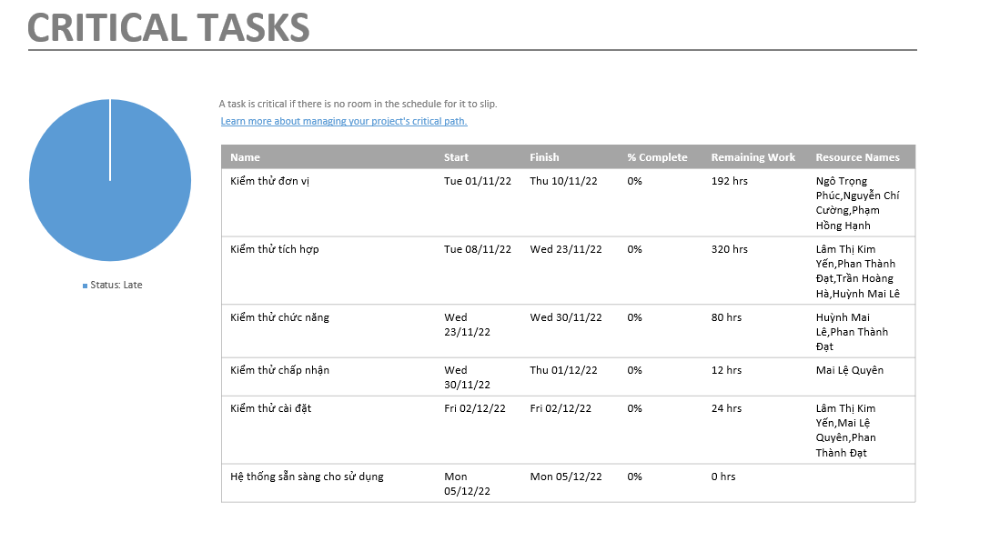 CRITICAL TASKS
A task is critical if there is no room in the schedule for it to slip.
Learn more about managing your project's critical path.
Status: Late
Name Start Finish % Complete Remaining Work Resource Names
Kiểm thử đơn vị Tue 01/11/22 Thu 10/11/22 0% 192 hrs Ngô Trọng
Phúc,Nguyễn Chí
Cường,Phạm
Hồng Hạnh
Kiểm thử tích hợp Tue 08/11/22 Wed 23/11/22 0% 320 hrs Lâm Thị Kim
Yến,Phan Thành
Đạt,Trần Hoàng
Hà,Huỳnh Mai Lê
Kiểm thử chức năng Wed Wed 30/11/22 0% 80 hrs Huỳnh Mai
23/11/22 Lê,Phan Thành
Đạt
Kiểm thử chấp nhận Wed Thu 01/12/22 0% 12 hrs Mai Lệ Quyên
30/11/22
Kiểm thử cài đặt Fri 02/12/22 Fri 02/12/22 0% 24 hrs Lâm Thị Kim
Yến,Mai Lệ
Quyên,Phan
Thành Đạt
Hệ thống sẵn sàng cho sử dụng Mon Mon 05/12/22 0% 0 hrs
05/12/22